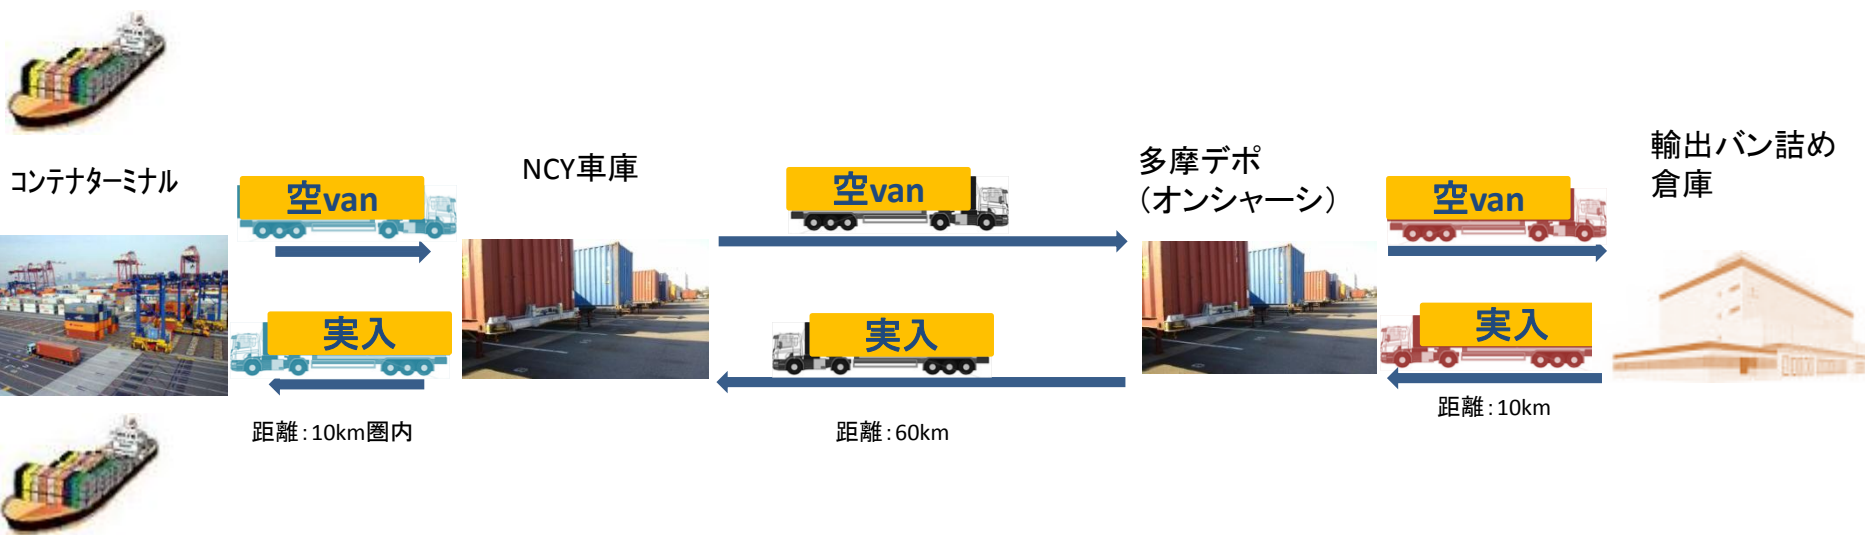 コンテナターミナル
空van
実入
距離：10km圏内
NCY車庫
空van
実入
距離：60km
多摩デポ
（オンシャーシ）
空van
実入
距離：10km
輸出バン詰め
倉庫